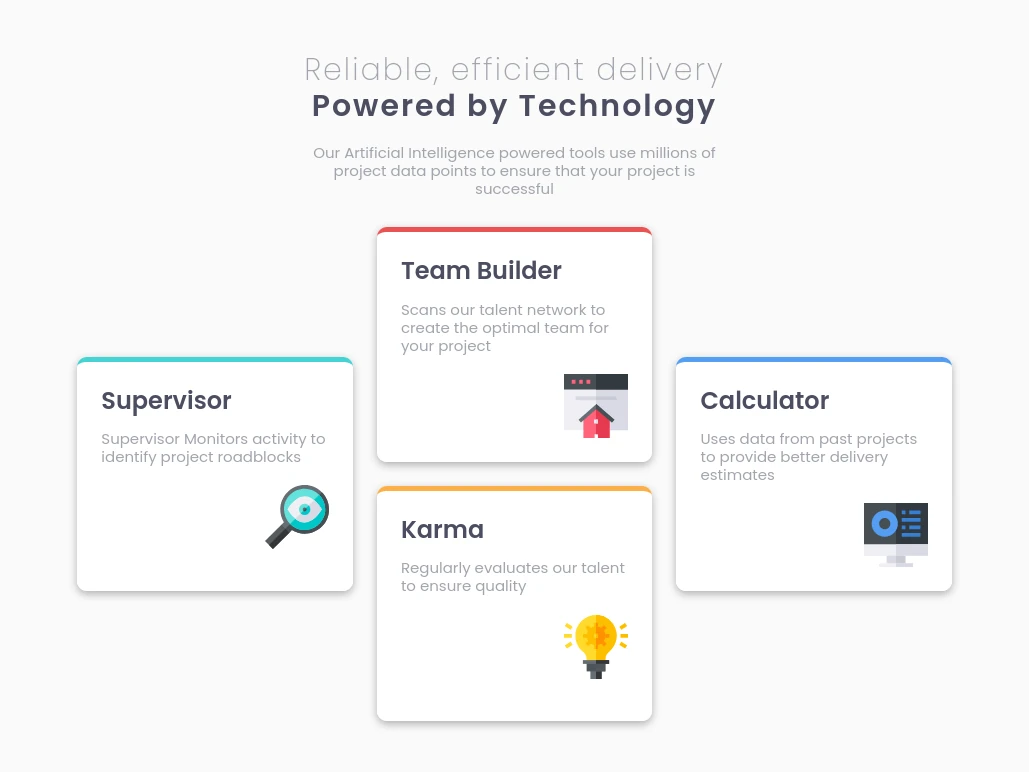 Reliable, efficient delivery
Powered by Technology
Our Artificial Intelligence powered tools use millions of
project data points to ensure that your project is
successful
Team Builder
Scans our talent network to
create the optimal team for
your project
Supervisor
Supervisor Monitors activity to
identify project roadblocks
Calculator
Uses data from past projects
to provide better delivery
estimates
Karma
Regularly evaluates our talent
to ensure quality